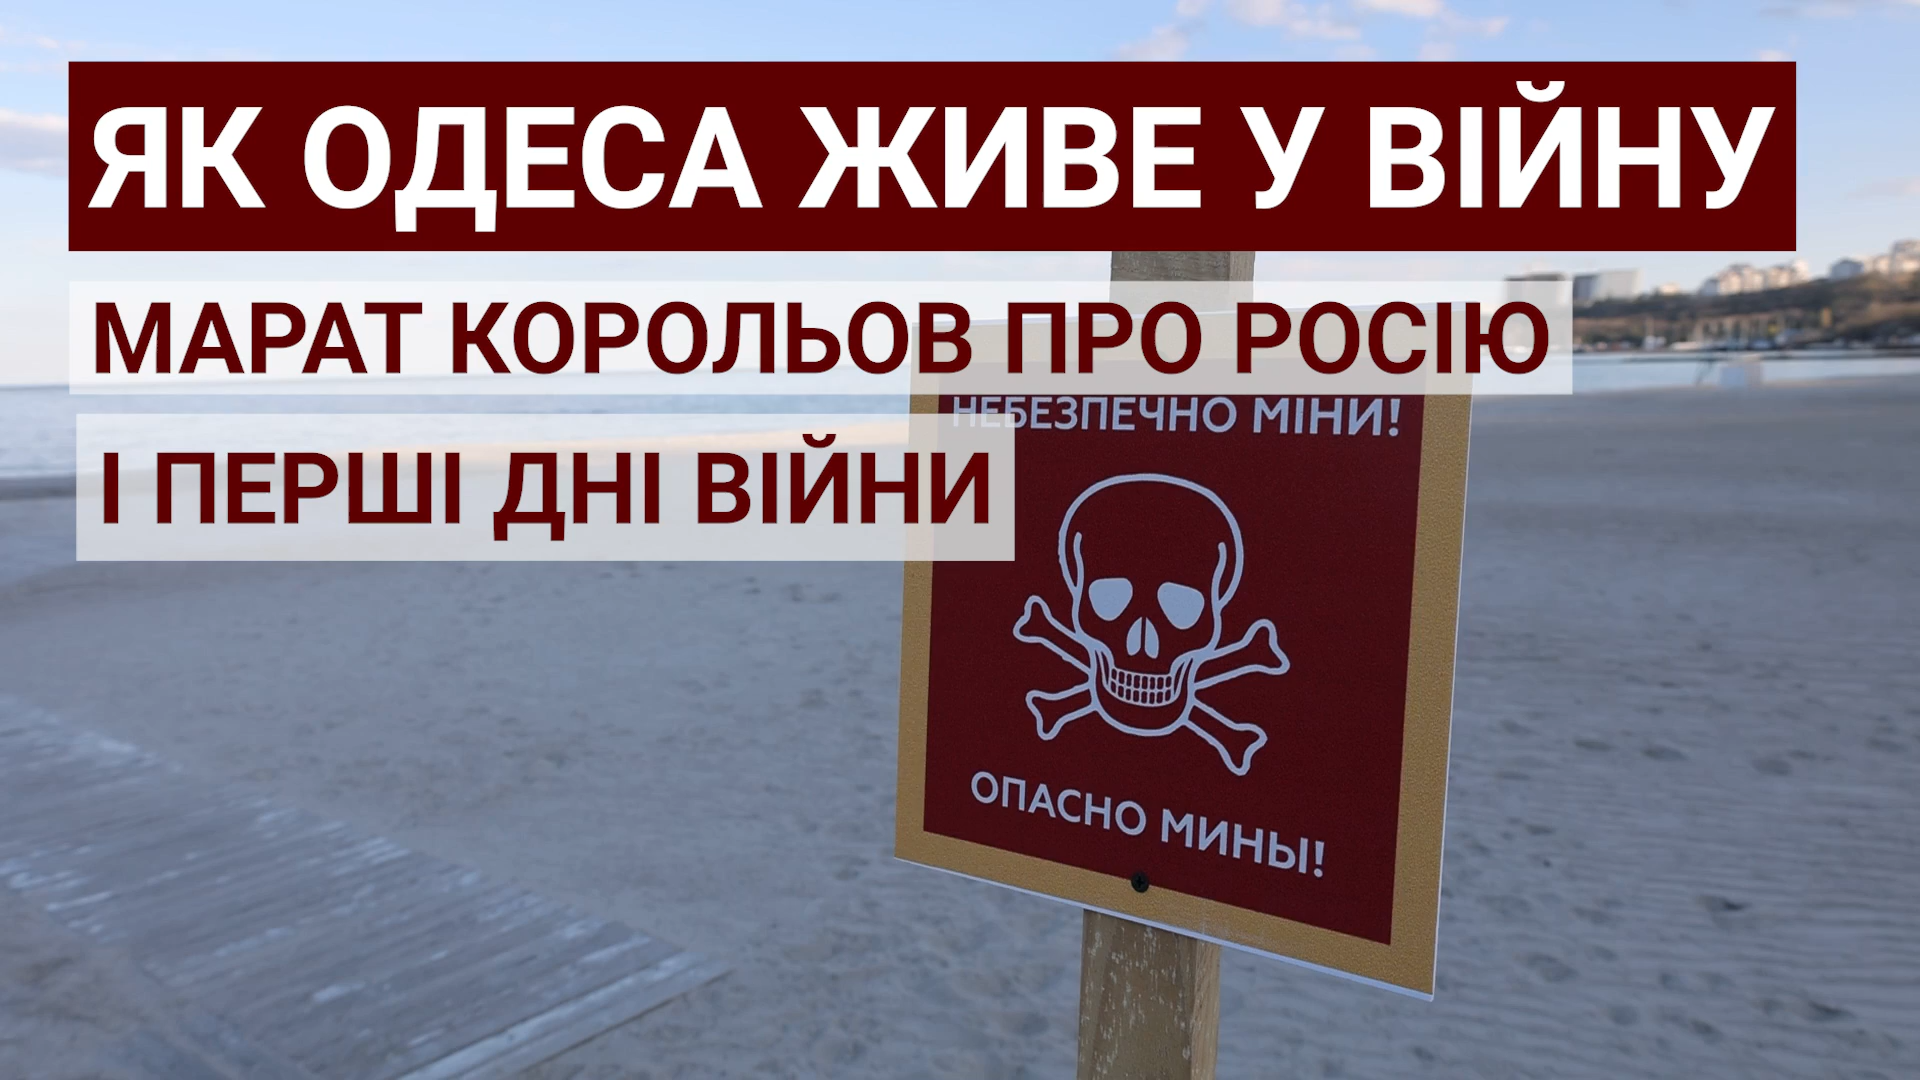 ЯК ОДЕСА ЖИВЕ У ВІЙНУ
МАРАТ КОРОЛЬОВ ПРО РОСІЮ
І ПЕРШІ ДНІ ВІЙНИ
НЕБЕЗПЕЧНО МІНИ!
ОПАСНО МИНЫ!